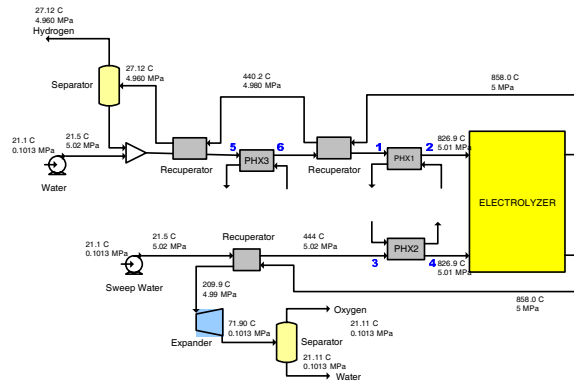 27.12 C
4.960 MPa
Hydrogen
27.12 C
4.960 MPa
Separator
440.2 C
4.980 MPa
858.0 C
5 MPa
21.1 C
0.1013 MPa
21.5 C
5.02 MPa
Water
Recuperator
5
PHX3
6
Recuperator
1
PHX1
2
826.9 C
5.01 MPa
ELECTROLYZER
21.1 C
0.1013 MPa
21.5 C
5.02 MPa
Sweep Water
Recuperator
444 C
5.02 MPa
PHX2
3
4
826.9 C
5.01 MPa
209.9 C
4.99 MPa
858.0 C
5 MPa
Expander
71.90 C
0.1013 MPa
Oxygen
21.11 C
0.1013 MPa
Separator
21.11 C
0.1013 MPa
Water